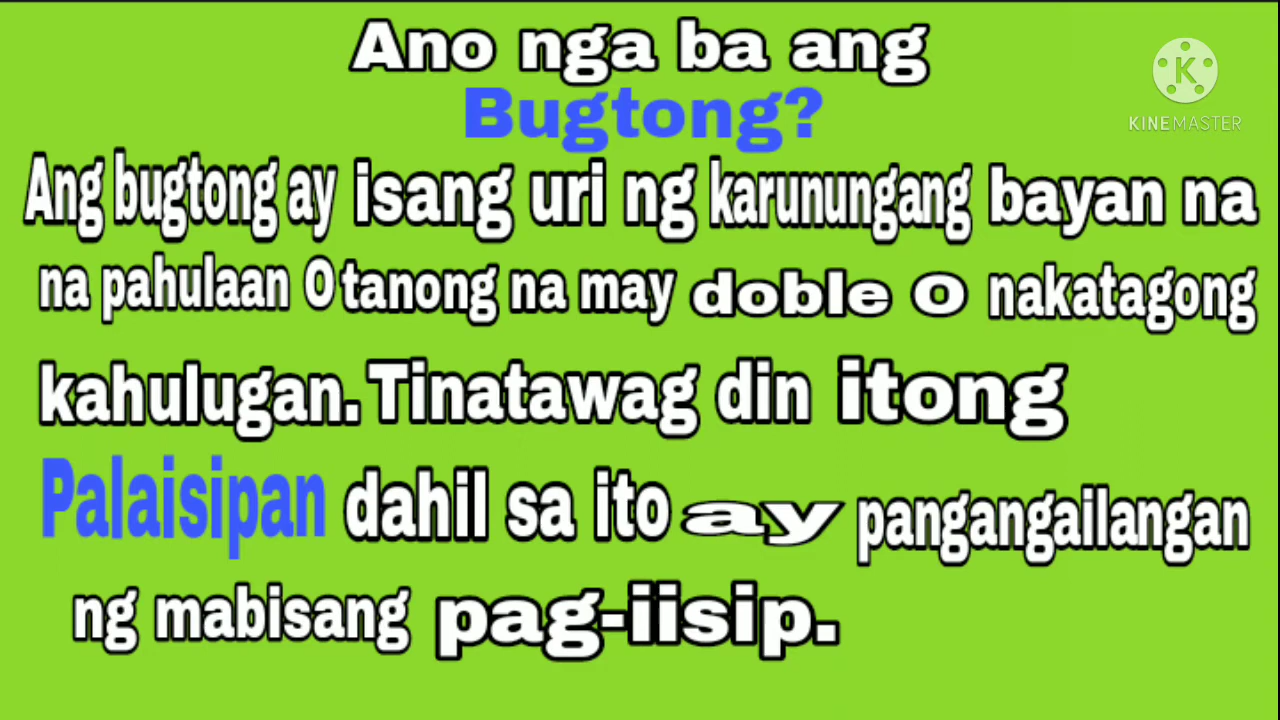 Ano nga ba ang
Bugtong?
Ang bugtong ay isang uri ng karunungang bayan na
na pahulaan O tanong na may doble O nakatagong
kahulugan. Tinatawag din itong
Palaisipan dahil sa ito ay pangangailangan
ng mabisang pag-iisip.
K
KINEMASTER